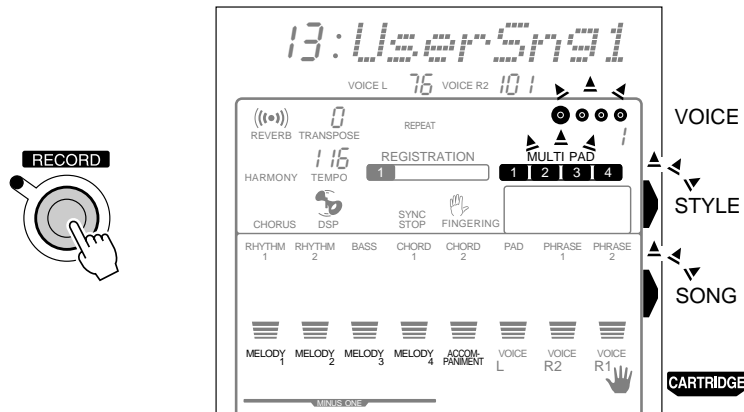 13:UserSng1
VOICE L 76 VOICE R2 101
RECORD
REVERB 0 TRANSPOSE REPEAT 1 VOICE
116 REGISTRATION MULTI PAD
HARMONY TEMPO 1 1 2 3 4
STYLE
CHORUS DSP SYNC STOP FINGERING
RHYTHM 1 RHYTHM 2 BASS CHORD 1 CHORD 2 PAD PHRASE 1 PHRASE 2
SONG
MELODY 1 MELODY 2 MELODY 3 MELODY 4 ACCOM-PANIMENT VOICE L VOICE R2 VOICE R1
CARTRIDGE
MINUS ONE